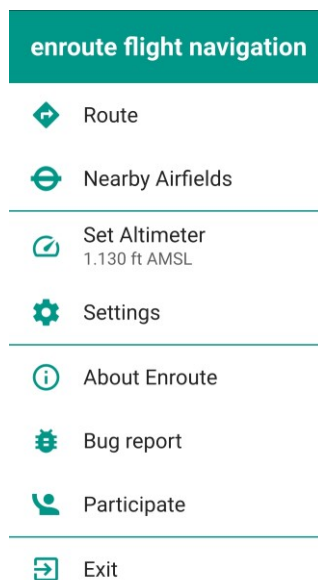 enroute flight navigation
Route
Nearby Airfields
Set Altimeter
1.130 ft AMSL
Settings
About Enroute
Bug report
Participate
Exit